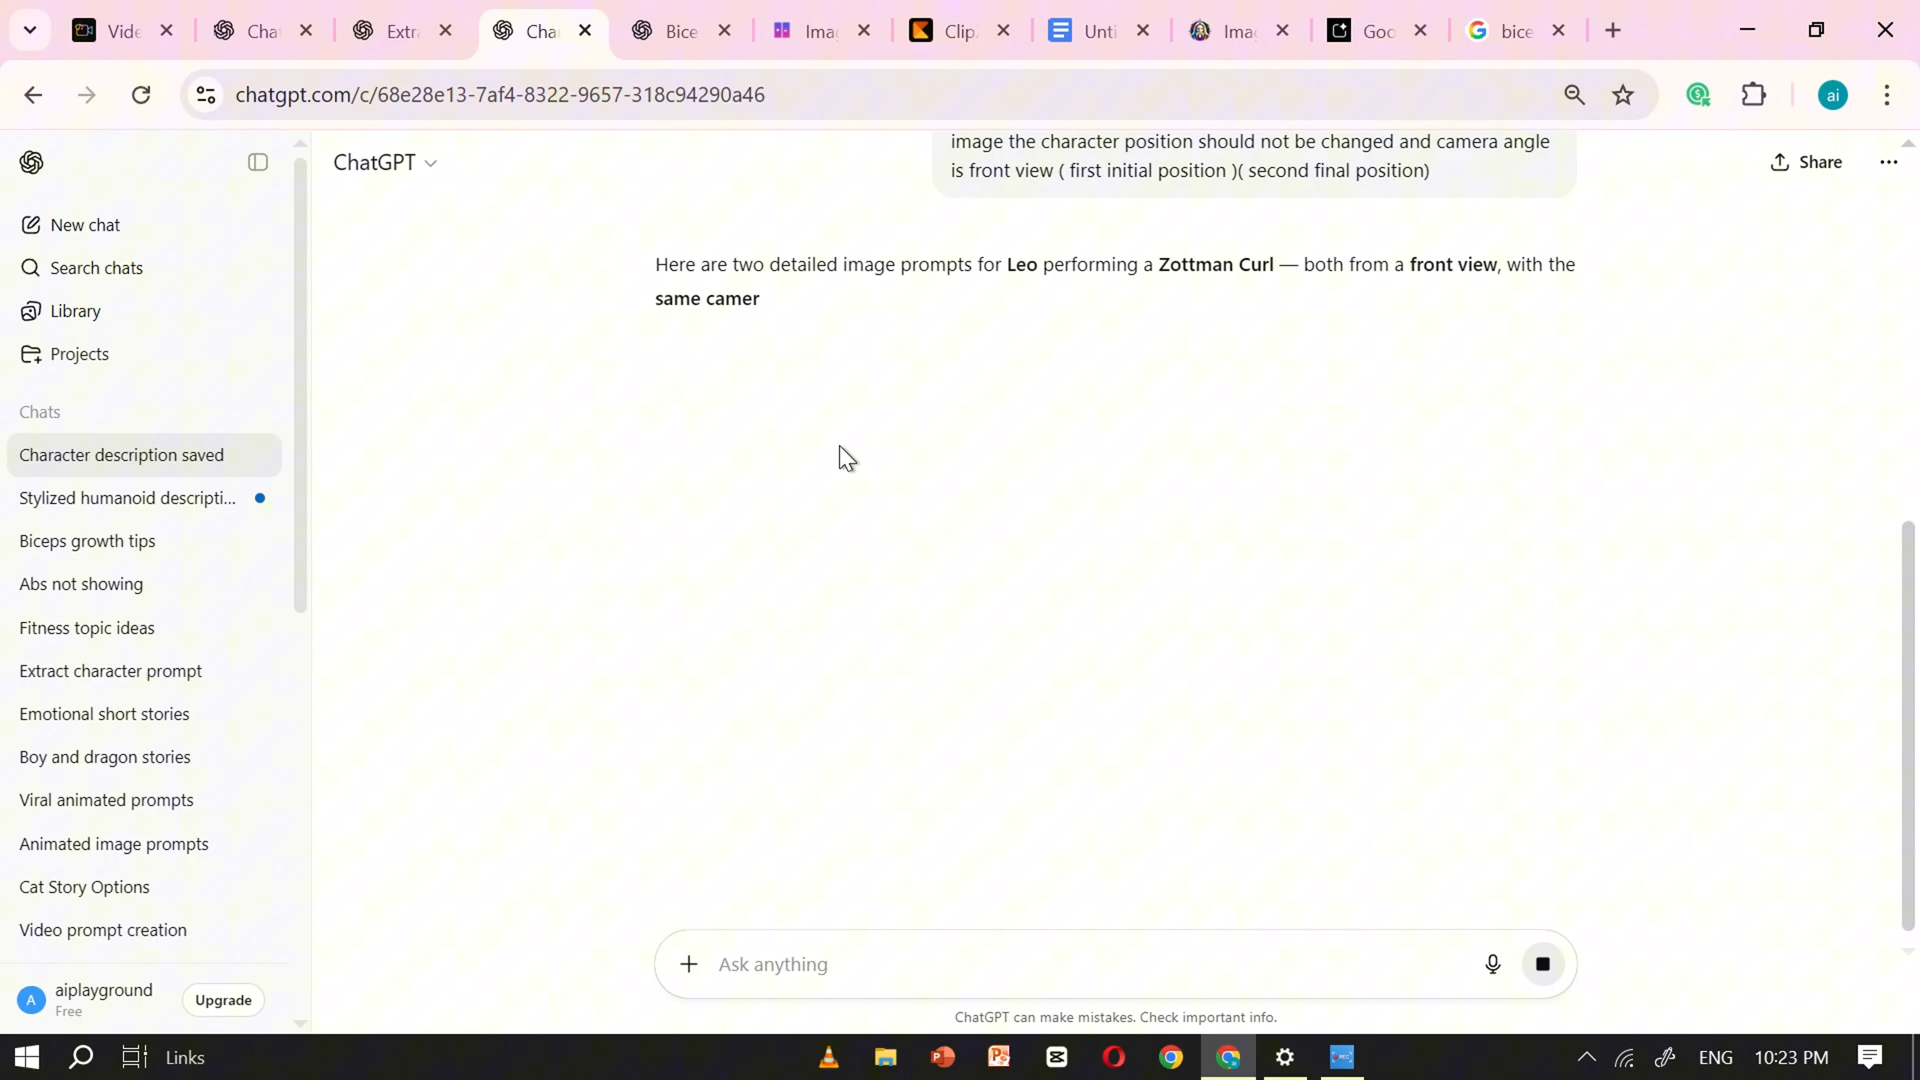 Vide
Cha
Extra
Cha
Bice
Imag
Clip
Unti
Imag
Goo
bice
chatgpt.com/c/68e28e13-7af4-8322-9657-318c94290a46
ai
ChatGPT
Share
New chat
Search chats
Library
Projects
Chats
Character description saved
Stylized humanoid descripti...
Biceps growth tips
Abs not showing
Fitness topic ideas
Extract character prompt
Emotional short stories
Boy and dragon stories
Viral animated prompts
Animated image prompts
Cat Story Options
Video prompt creation
A
aiplayground
Free
Upgrade
image the character position should not be changed and camera angle
is front view ( first initial position )( second final position)
Here are two detailed image prompts for Leo performing a Zottman Curl — both from a front view, with the
same camer
Ask anything
ChatGPT can make mistakes. Check important info.
Links
ENG
10:23 PM